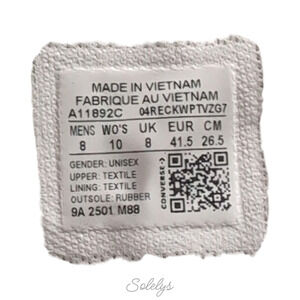 MADE IN VIETNAM
FABRIQUE AU VIETNAM
A11892C 04RECKWPTVZG7
MENS WO'S UK EUR CM
8 10 8 41.5 26.5
GENDER: UNISEX
UPPER: TEXTILE
LINING: TEXTILE
OUTSOLE: RUBBER
9A 2501 M88
CONVERSE
Solelys